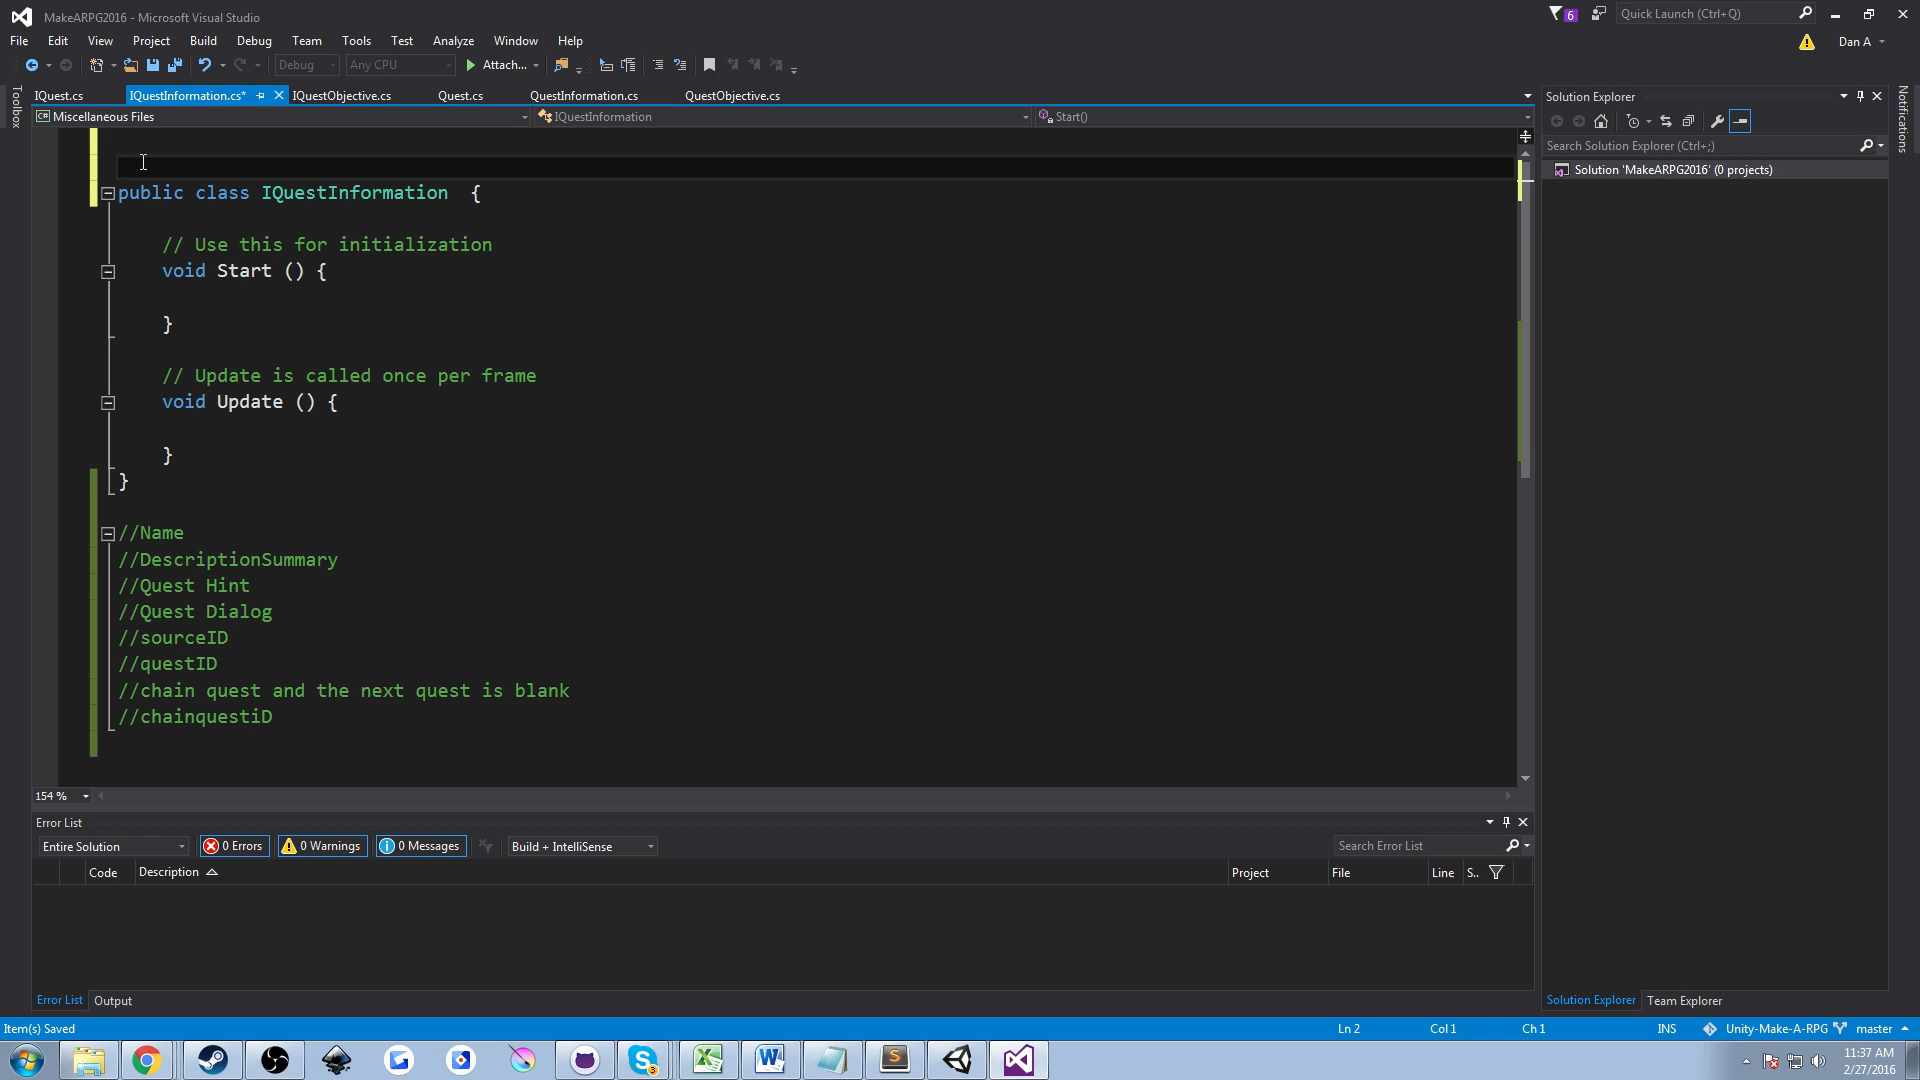 MakeARPG2016 - Microsoft Visual Studio
6
Quick Launch (Ctrl+Q)
File Edit View Project Build Debug Team Tools Test Analyze Window Help
Dan A
Debug Any CPU Attach...
Toolbox
IQuest.cs IQuestInformation.cs* IQuestObjective.cs Quest.cs QuestInformation.cs QuestObjective.cs
Miscellaneous Files IQuestInformation Start()
Solution Explorer
Notifications
Search Solution Explorer (Ctrl+;)
Solution 'MakeARPG2016' (0 projects)
public class IQuestInformation {
// Use this for initialization
void Start () {
}
// Update is called once per frame
void Update () {
}
}
//Name
//DescriptionSummary
//Quest Hint
//Quest Dialog
//sourceID
//questID
//chain quest and the next quest is blank
//chainquestiD
154 %
Error List
Entire Solution 0 Errors 0 Warnings 0 Messages Build + IntelliSense Search Error List
Code Description Project File Line S..
Error List Output
Solution Explorer Team Explorer
Item(s) Saved Ln 2 Col 1 Ch 1 INS Unity-Make-A-RPG master
11:37 AM
2/27/2016